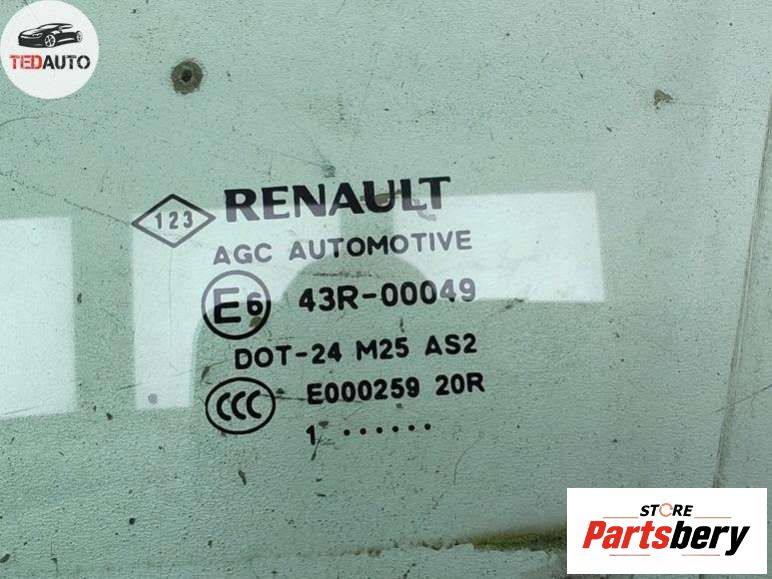 TEDAUTO
123 RENAULT
AGC AUTOMOTIVE
E6 43R-00049
DOT-24 M25 AS2
CCC E000259 20R
1 ······
STORE
Partsbery